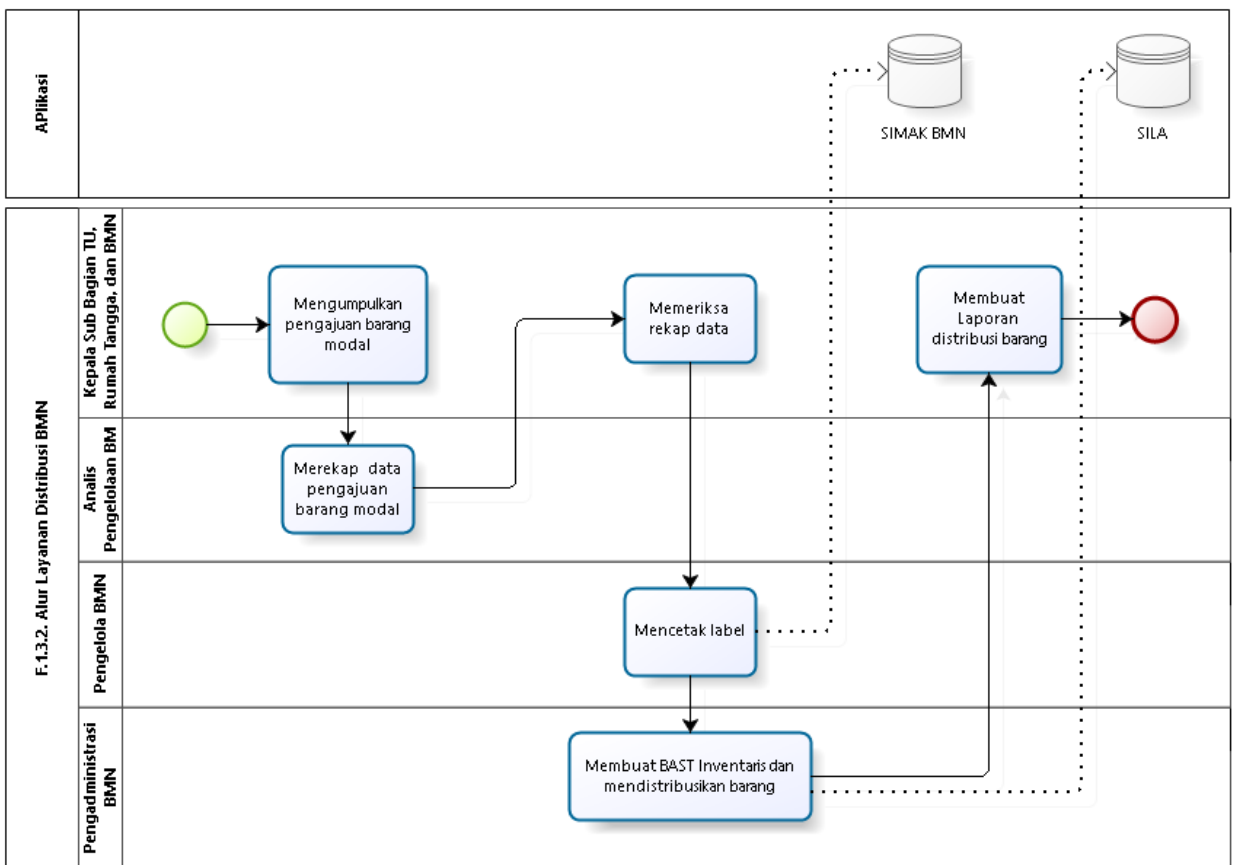 APlikasi
SIMAK BMN
SILA
F.1.3.2. Alur Layanan Distribusi BMN
Kepala Sub Bagian TU,
Rumah Tangga, dan BMN
Mengumpulkan
pengajuan barang
modal
Memeriksa
rekap data
Membuat
Laporan
distribusi barang
Analis
Pengelolaan BM
Merekap data
pengajuan
barang modal
Pengelola BMN
Mencetak label
Pengadministrasi
BMN
Membuat BAST Inventaris dan
mendistribusikan barang